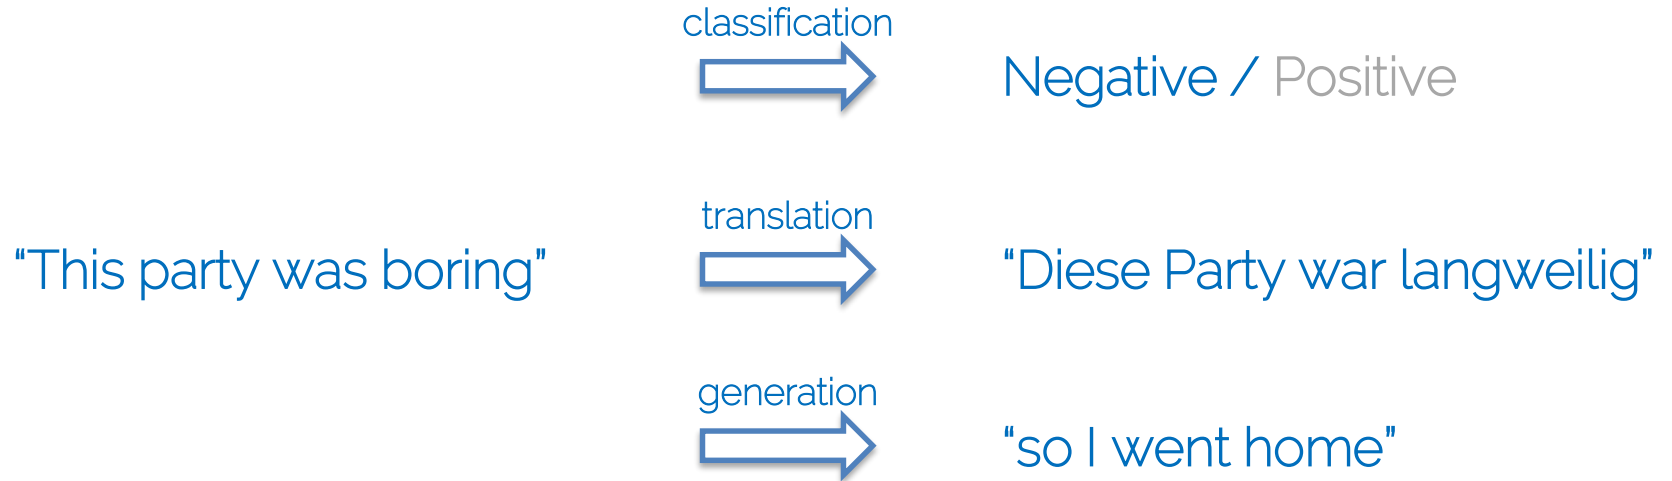 classification
Negative / Positive
translation
“This party was boring”
“Diese Party war langweilig”
generation
“so I went home”